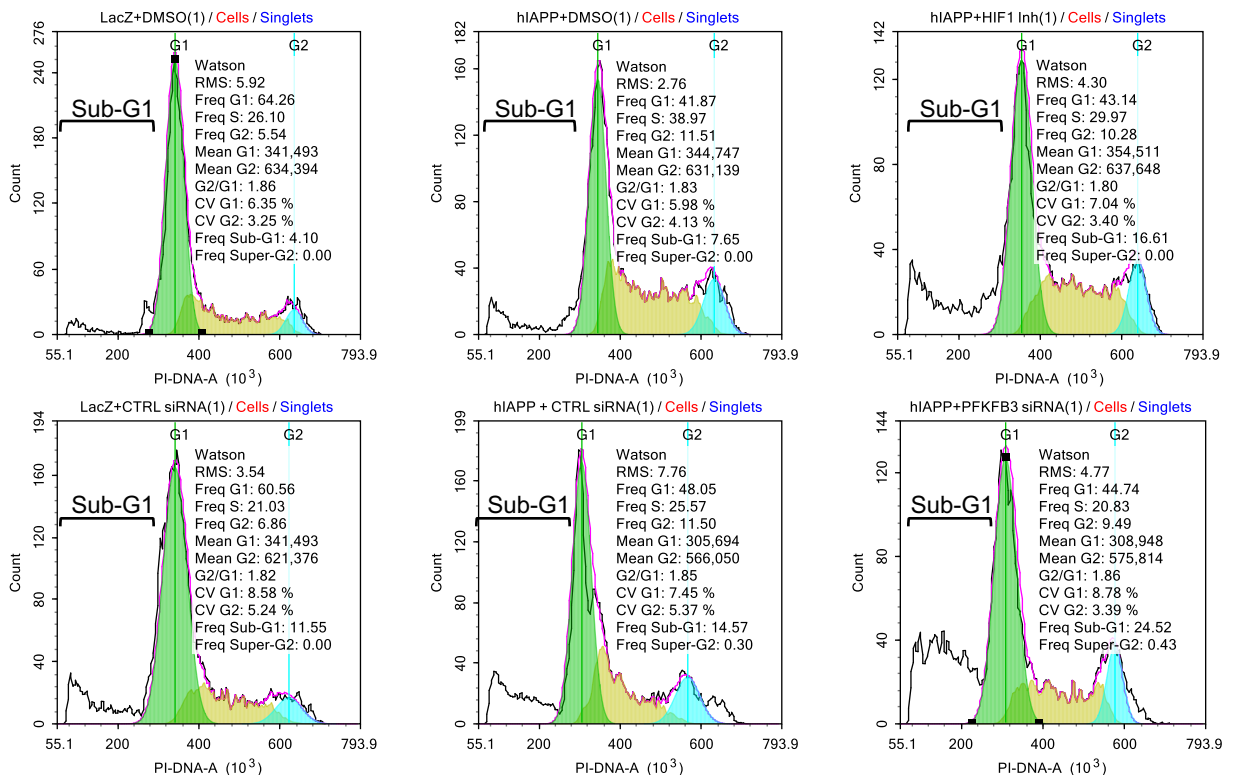 LacZ+DMSO(1) / Cells / Singlets
276
240
180
120
60
0
Count
G1
G2
Sub-G1
Watson
RMS: 5.92
Freq G1: 64.26
Freq S: 26.10
Freq G2: 5.54
Mean G1: 341,493
Mean G2: 634,394
G2/G1: 1.86
CV G1: 6.35 %
CV G2: 3.25 %
Freq Sub-G1: 4.10
Freq Super-G2: 0.00
55.1 200 400 600 793.9
PI-DNA-A (10³)
hIAPP+DMSO(1) / Cells / Singlets
182
160
120
80
40
0
Count
G1
G2
Sub-G1
Watson
RMS: 2.76
Freq G1: 41.87
Freq S: 38.97
Freq G2: 11.51
Mean G1: 344,747
Mean G2: 631,139
G2/G1: 1.83
CV G1: 5.98 %
CV G2: 4.13 %
Freq Sub-G1: 7.65
Freq Super-G2: 0.00
55.1 200 400 600 793.9
PI-DNA-A (10³)
hIAPP+HIF1 Inh(1) / Cells / Singlets
142
120
80
40
0
Count
G1
G2
Sub-G1
Watson
RMS: 4.30
Freq G1: 43.14
Freq S: 29.97
Freq G2: 10.28
Mean G1: 354,511
Mean G2: 637,648
G2/G1: 1.80
CV G1: 7.04 %
CV G2: 3.40 %
Freq Sub-G1: 16.61
Freq Super-G2: 0.00
55.1 200 400 600 793.9
PI-DNA-A (10³)
LacZ+CTRL siRNA(1) / Cells / Singlets
194
160
120
80
40
0
Count
G1
G2
Sub-G1
Watson
RMS: 3.54
Freq G1: 60.56
Freq S: 21.03
Freq G2: 6.86
Mean G1: 341,493
Mean G2: 621,376
G2/G1: 1.82
CV G1: 8.58 %
CV G2: 5.24 %
Freq Sub-G1: 11.55
Freq Super-G2: 0.00
55.1 200 400 600 793.9
PI-DNA-A (10³)
hIAPP + CTRL siRNA(1) / Cells / Singlets
199
160
120
80
40
0
Count
G1
G2
Sub-G1
Watson
RMS: 7.76
Freq G1: 48.05
Freq S: 25.57
Freq G2: 11.50
Mean G1: 305,694
Mean G2: 566,050
G2/G1: 1.85
CV G1: 7.45 %
CV G2: 5.37 %
Freq Sub-G1: 14.57
Freq Super-G2: 0.30
55.1 200 400 600 793.9
PI-DNA-A (10³)
hIAPP+PFKFB3 siRNA(1) / Cells / Singlets
144
120
80
40
0
Count
G1
G2
Sub-G1
Watson
RMS: 4.77
Freq G1: 44.74
Freq S: 20.83
Freq G2: 9.49
Mean G1: 308,948
Mean G2: 575,814
G2/G1: 1.86
CV G1: 8.78 %
CV G2: 3.39 %
Freq Sub-G1: 24.52
Freq Super-G2: 0.43
55.1 200 400 600 793.9
PI-DNA-A (10³)